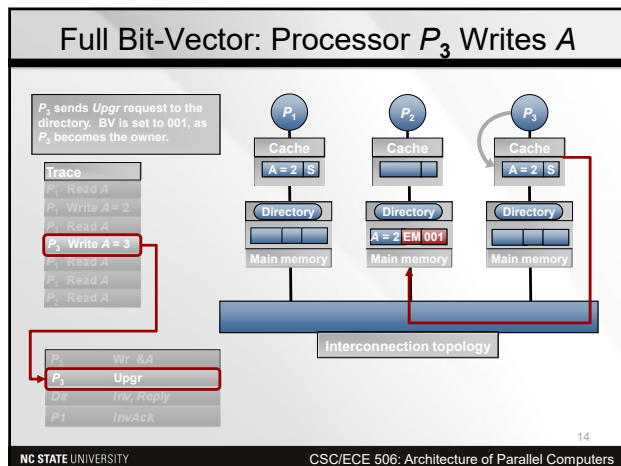 Full Bit-Vector: Processor P₃ Writes A
P₃ sends Upgr request to the
directory. BV is set to 001, as
P₃ becomes the owner.
Trace
P₁ Read A
P₁ Write A = 2
P₃ Read A
P₃ Write A = 3
P₁ Read A
P₃ Read A
P₂ Read A
P₃ Wr &A
P₃ Upgr
Dir Inv, Reply
P1 InvAck
P₁
Cache
A = 2 S
Directory
Main memory
P₂
Cache
Directory
A = 2 EM 001
Main memory
P₃
Cache
A = 2 S
Directory
Main memory
Interconnection topology
14
NC STATE UNIVERSITY
CSC/ECE 506: Architecture of Parallel Computers